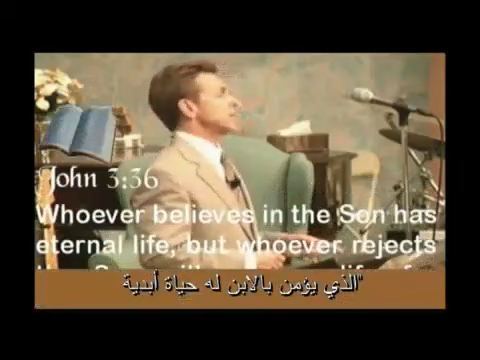 John 3:36
Whoever believes in the Son has
eternal life, but whoever rejects
"الذي يؤمن بالابن له حياة أبدية